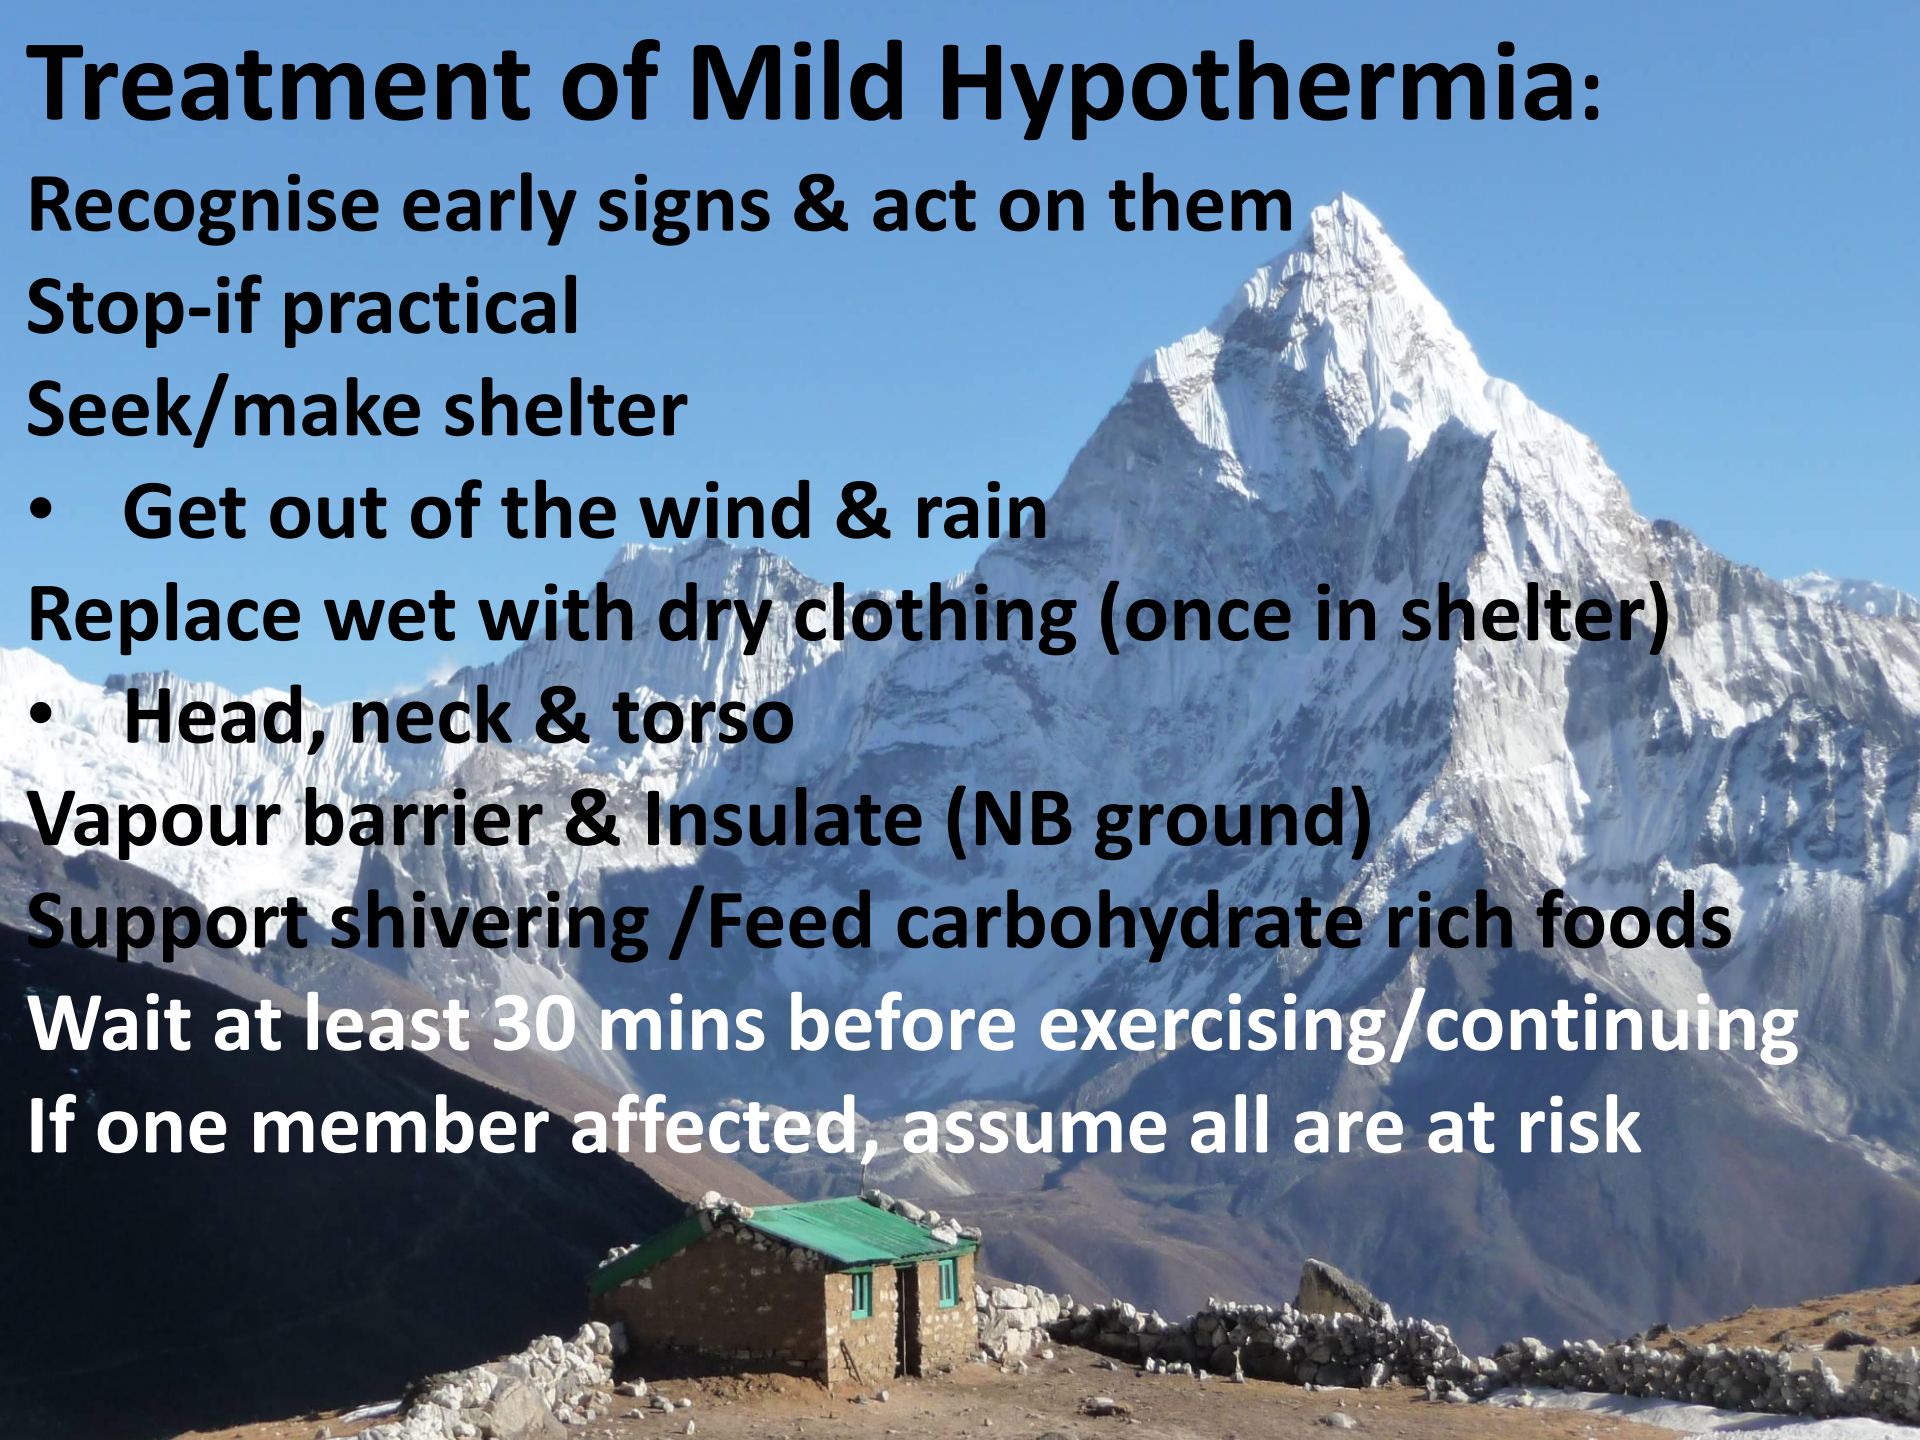 Treatment of Mild Hypothermia:
Recognise early signs & act on them
Stop-if practical
Seek/make shelter
• Get out of the wind & rain
Replace wet with dry clothing (once in shelter)
• Head, neck & torso
Vapour barrier & Insulate (NB ground)
Support shivering /Feed carbohydrate rich foods
Wait at least 30 mins before exercising/continuing
If one member affected, assume all are at risk